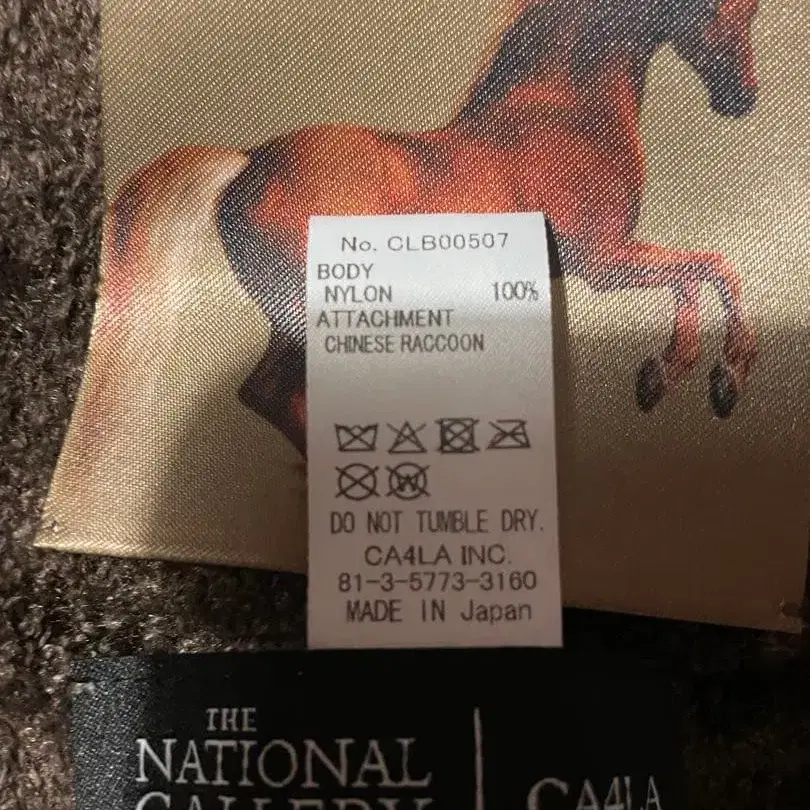 No. CLB00507
BODY
NYLON 100%
ATTACHMENT
CHINESE RACCOON
DO NOT TUMBLE DRY.
CA4LA INC.
81-3-5773-3160
MADE IN Japan
THE
NATIONAL
GALLERY
CA4LA